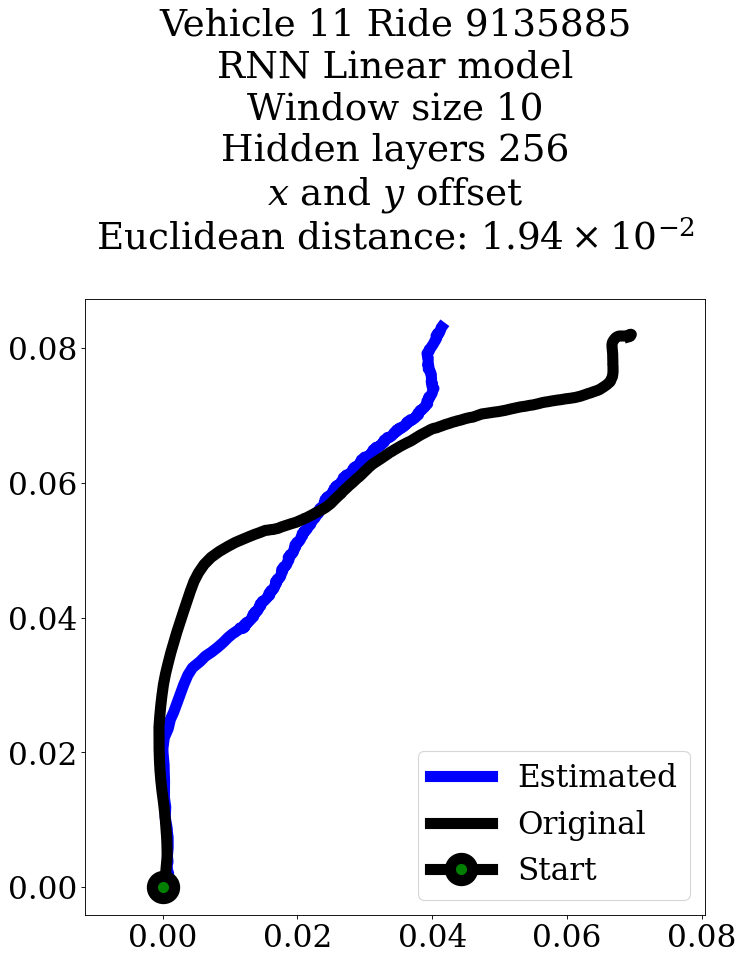 Vehicle 11 Ride 9135885
RNN Linear model
Window size 10
Hidden layers 256
x and y offset
Euclidean distance: 1.94 × 10⁻²
0.08
0.06
0.04
0.02
0.00
Estimated
Original
Start
0.00 0.02 0.04 0.06 0.08